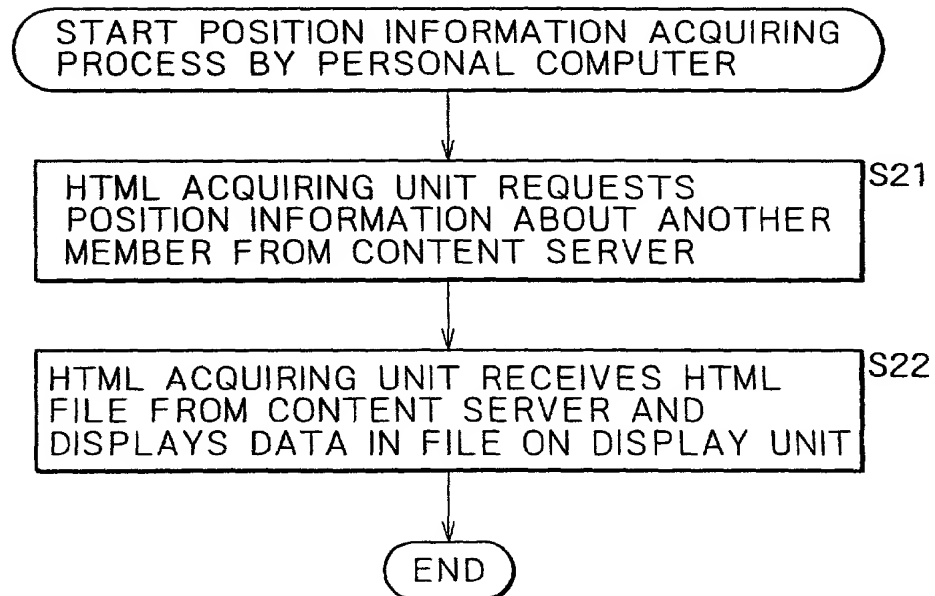 START POSITION INFORMATION ACQUIRING
PROCESS BY PERSONAL COMPUTER
S21
HTML ACQUIRING UNIT REQUESTS
POSITION INFORMATION ABOUT ANOTHER
MEMBER FROM CONTENT SERVER
S22
HTML ACQUIRING UNIT RECEIVES HTML
FILE FROM CONTENT SERVER AND
DISPLAYS DATA IN FILE ON DISPLAY UNIT
END